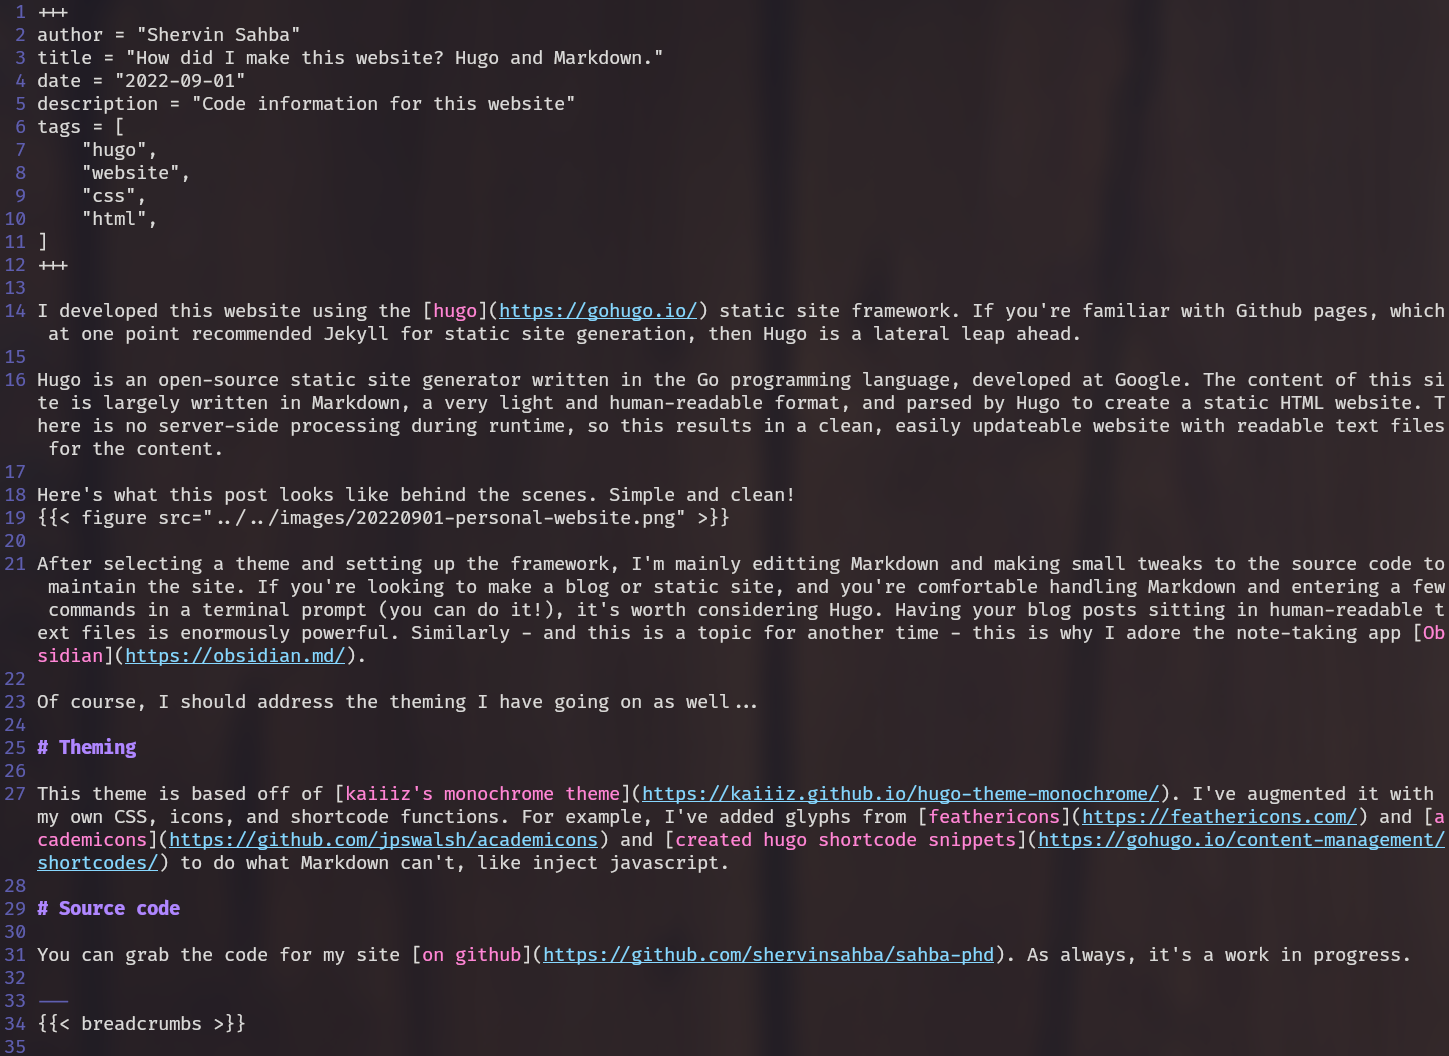 1 +++
2 author = "Shervin Sahba"
3 title = "How did I make this website? Hugo and Markdown."
4 date = "2022-09-01"
5 description = "Code information for this website"
6 tags = [
7     "hugo",
8     "website",
9     "css",
10     "html",
11 ]
12 +++
13
14 I developed this website using the [hugo](https://gohugo.io/) static site framework. If you're familiar with Github pages, which
at one point recommended Jekyll for static site generation, then Hugo is a lateral leap ahead.
15
16 Hugo is an open-source static site generator written in the Go programming language, developed at Google. The content of this si
te is largely written in Markdown, a very light and human-readable format, and parsed by Hugo to create a static HTML website. T
here is no server-side processing during runtime, so this results in a clean, easily updateable website with readable text files
for the content.
17
18 Here's what this post looks like behind the scenes. Simple and clean!
19 {{< figure src="../../images/20220901-personal-website.png" >}}
20
21 After selecting a theme and setting up the framework, I'm mainly editting Markdown and making small tweaks to the source code to
maintain the site. If you're looking to make a blog or static site, and you're comfortable handling Markdown and entering a few
commands in a terminal prompt (you can do it!), it's worth considering Hugo. Having your blog posts sitting in human-readable t
ext files is enormously powerful. Similarly - and this is a topic for another time - this is why I adore the note-taking app [Ob
sidian](https://obsidian.md/).
22
23 Of course, I should address the theming I have going on as well...
24
25 # Theming
26
27 This theme is based off of [kaiiiz's monochrome theme](https://kaiiiz.github.io/hugo-theme-monochrome/). I've augmented it with
my own CSS, icons, and shortcode functions. For example, I've added glyphs from [feathericons](https://feathericons.com/) and [a
cademicons](https://github.com/jpswalsh/academicons) and [created hugo shortcode snippets](https://gohugo.io/content-management/
shortcodes/) to do what Markdown can't, like inject javascript.
28
29 # Source code
30
31 You can grab the code for my site [on github](https://github.com/shervinsahba/sahba-phd). As always, it's a work in progress.
32
33 ---
34 {{< breadcrumbs >}}
35